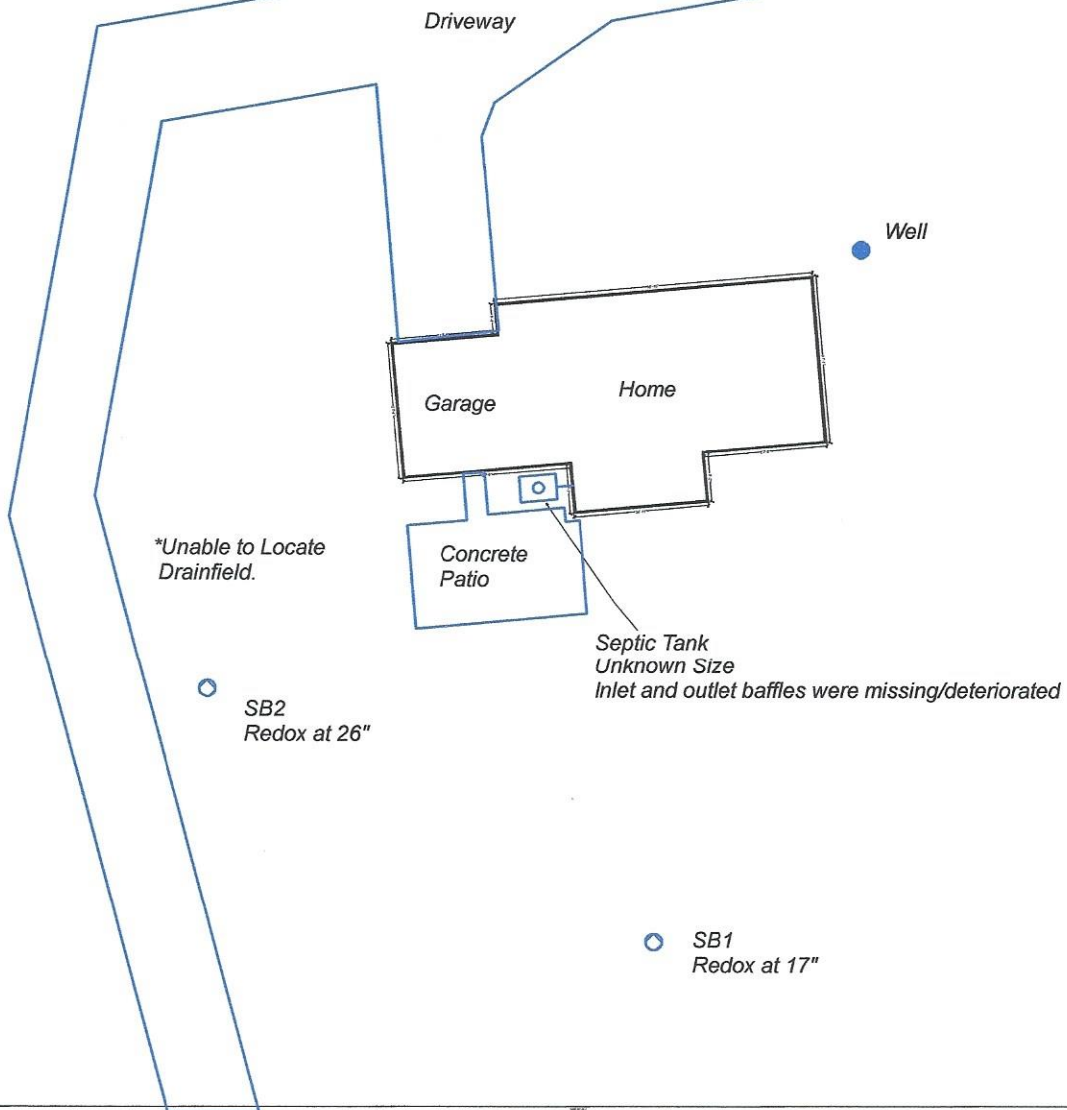 Driveway
Well
Home
Garage
*Unable to Locate
Drainfield.
Concrete
Patio
Septic Tank
Unknown Size
Inlet and outlet baffles were missing/deteriorated
SB2
Redox at 26"
SB1
Redox at 17"